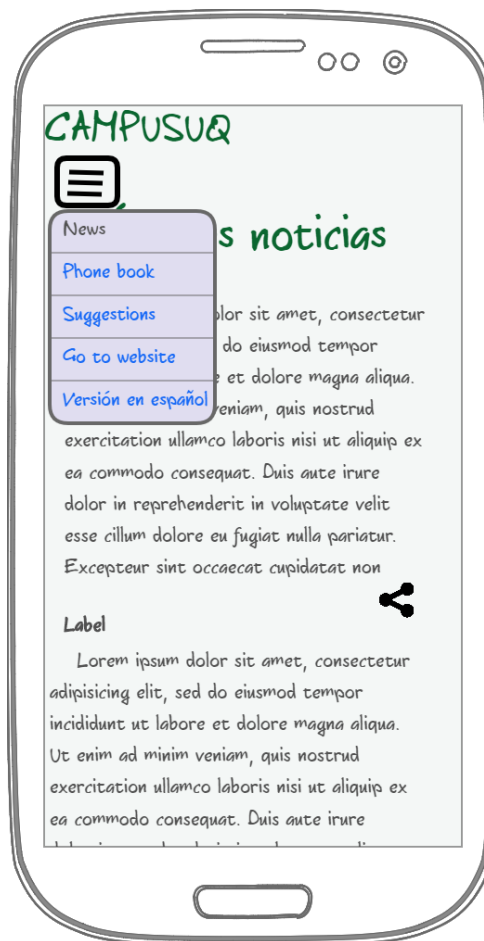 CAMPUSUQ
s noticias
News
Phone book
Suggestions
Go to website
Versión en español
lor sit amet, consectetur
do eiusmod tempor
et dolore magna aliqua.
veniam, quis nostrud
exercitation ullamco laboris nisi ut aliquip ex
ea commodo consequat. Duis aute irure
dolor in reprehenderit in voluptate velit
esse cillum dolore eu fugiat nulla pariatur.
Excepteur sint occaecat cupidatat non
Label
Lorem ipsum dolor sit amet, consectetur
adipisicing elit, sed do eiusmod tempor
incididunt ut labore et dolore magna aliqua.
Ut enim ad minim veniam, quis nostrud
exercitation ullamco laboris nisi ut aliquip ex
ea commodo consequat. Duis aute irure